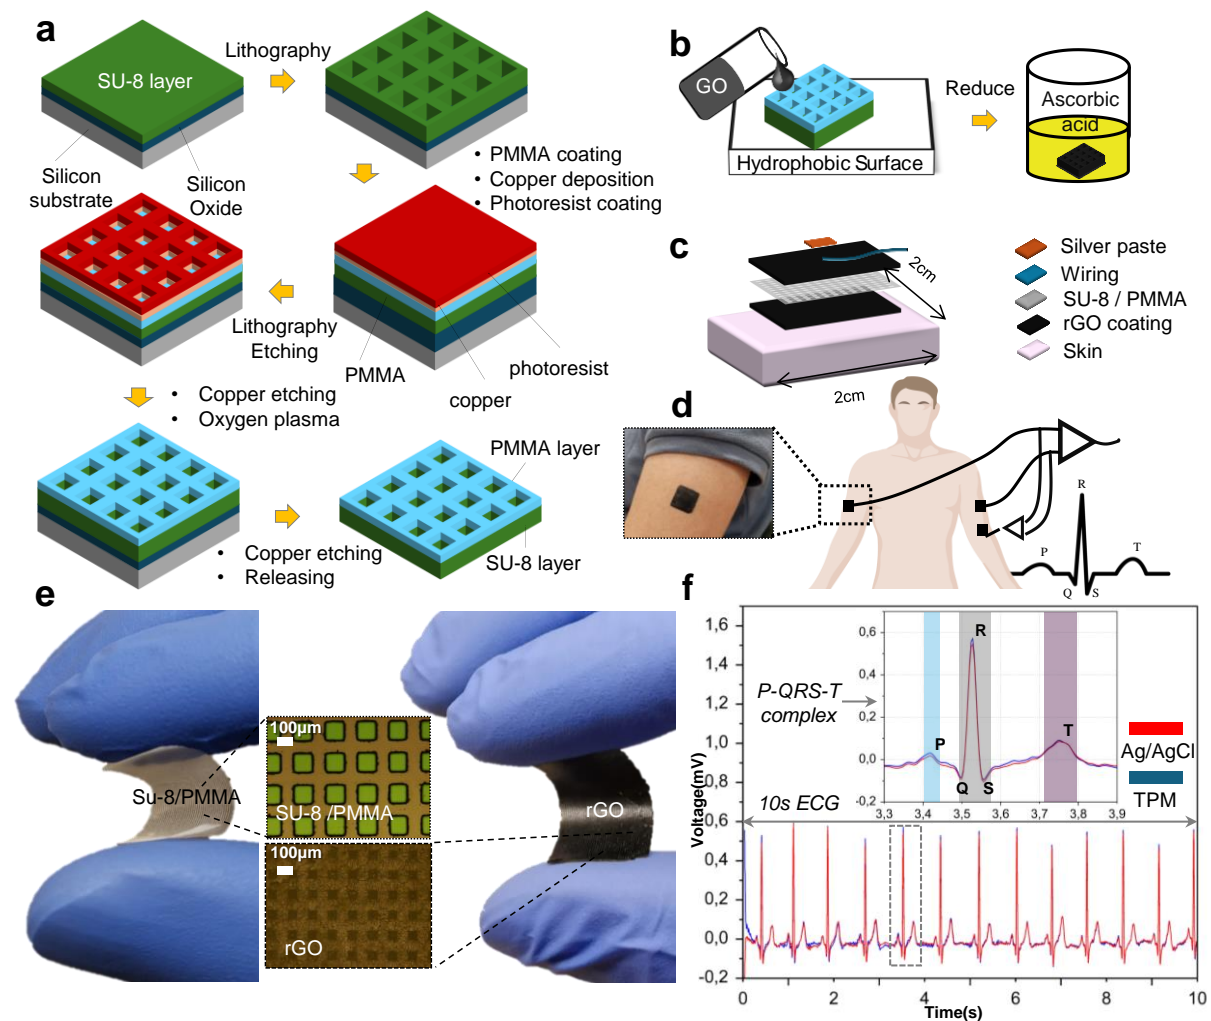 a
SU-8 layer
Lithography
Silicon
substrate
Silicon
Oxide
• PMMA coating
• Copper deposition
• Photoresist coating
Lithography
Etching
PMMA
copper
photoresist
• Copper etching
• Oxygen plasma
PMMA layer
SU-8 layer
• Copper etching
• Releasing
b
GO
Hydrophobic Surface
Reduce
Ascorbic
acid
c
2cm
2cm
Silver paste
Wiring
SU-8 / PMMA
rGO coating
Skin
d
R
P
T
Q
S
e
Su-8/PMMA
100µm
SU-8 /PMMA
100µm
rGO
rGO
f
Voltage(mV)
1,6
1,4
1,2
1,0
0,8
0,6
0,4
0,2
0,0
-0,2
0
2
4
6
8
10
Time(s)
P-QRS-T
complex
10s ECG
0,6
0,4
0,2
0,0
-0,2
3,3
3,4
3,5
3,6
3,7
3,8
3,9
R
P
Q
S
T
Ag/AgCl
TPM